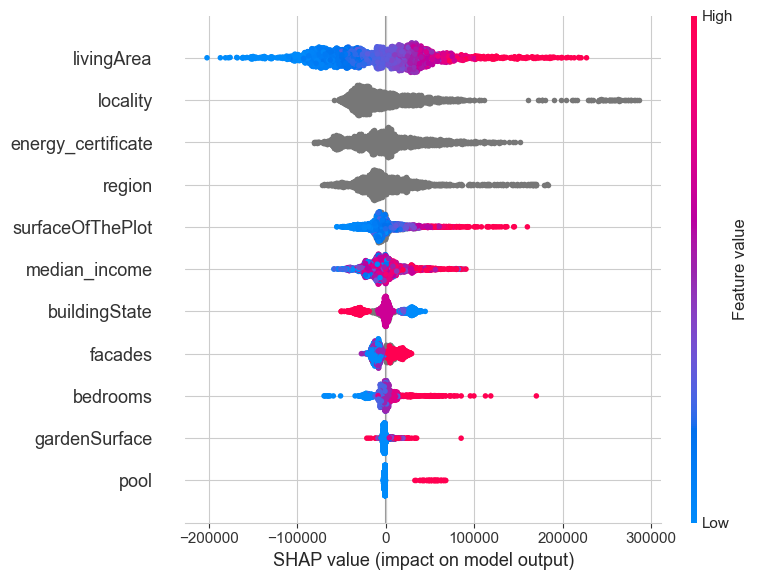 High
livingArea
locality
energy_certificate
region
surfaceOfThePlot
median_income
buildingState
facades
bedrooms
gardenSurface
pool
Feature value
Low
−200000 −100000 0 100000 200000 300000
SHAP value (impact on model output)